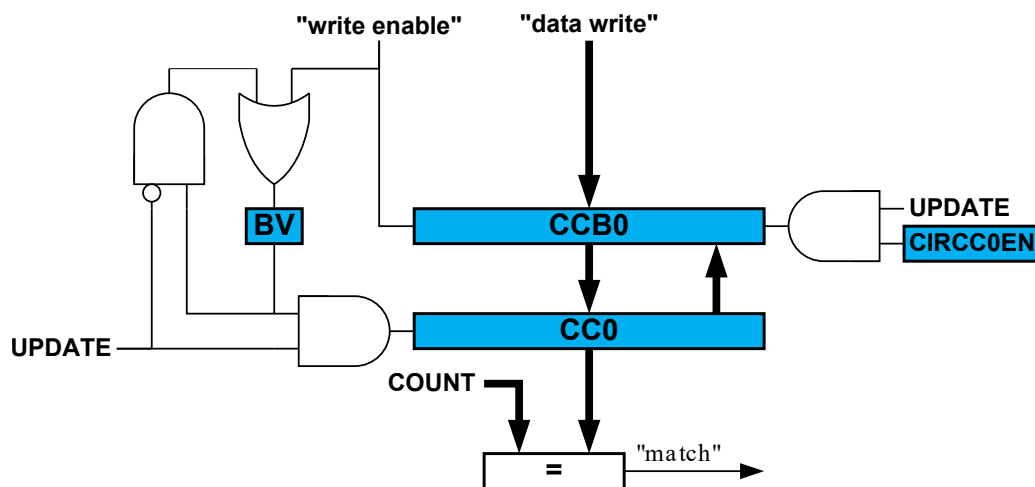 "write enable"
"data write"
BV
CCB0
UPDATE
CIRCC0EN
CC0
UPDATE
COUNT
=
"match"